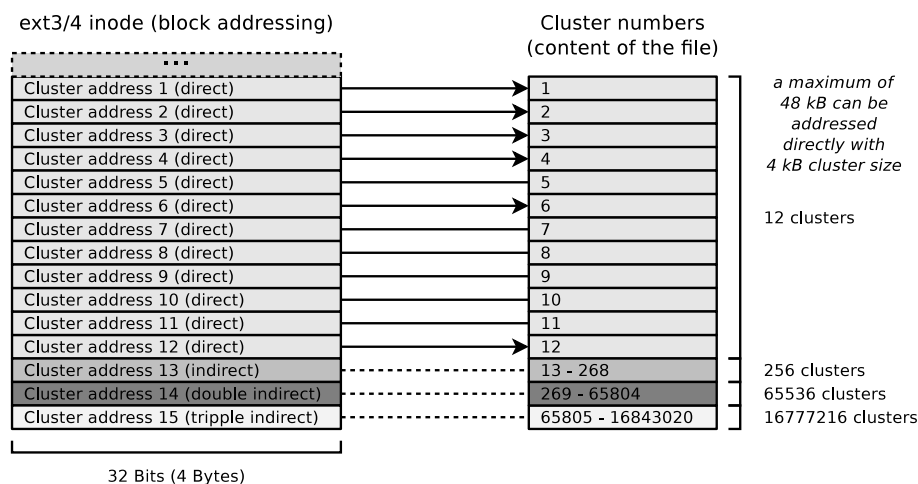 ext3/4 inode (block addressing)
Cluster numbers
(content of the file)
...
Cluster address 1 (direct)
1
Cluster address 2 (direct)
2
Cluster address 3 (direct)
3
Cluster address 4 (direct)
4
Cluster address 5 (direct)
5
Cluster address 6 (direct)
6
Cluster address 7 (direct)
7
Cluster address 8 (direct)
8
Cluster address 9 (direct)
9
Cluster address 10 (direct)
10
Cluster address 11 (direct)
11
Cluster address 12 (direct)
12
Cluster address 13 (indirect)
13 - 268
Cluster address 14 (double indirect)
269 - 65804
Cluster address 15 (tripple indirect)
65805 - 16843020
a maximum of
48 kB can be
addressed
directly with
4 kB cluster size
12 clusters
256 clusters
65536 clusters
16777216 clusters
32 Bits (4 Bytes)